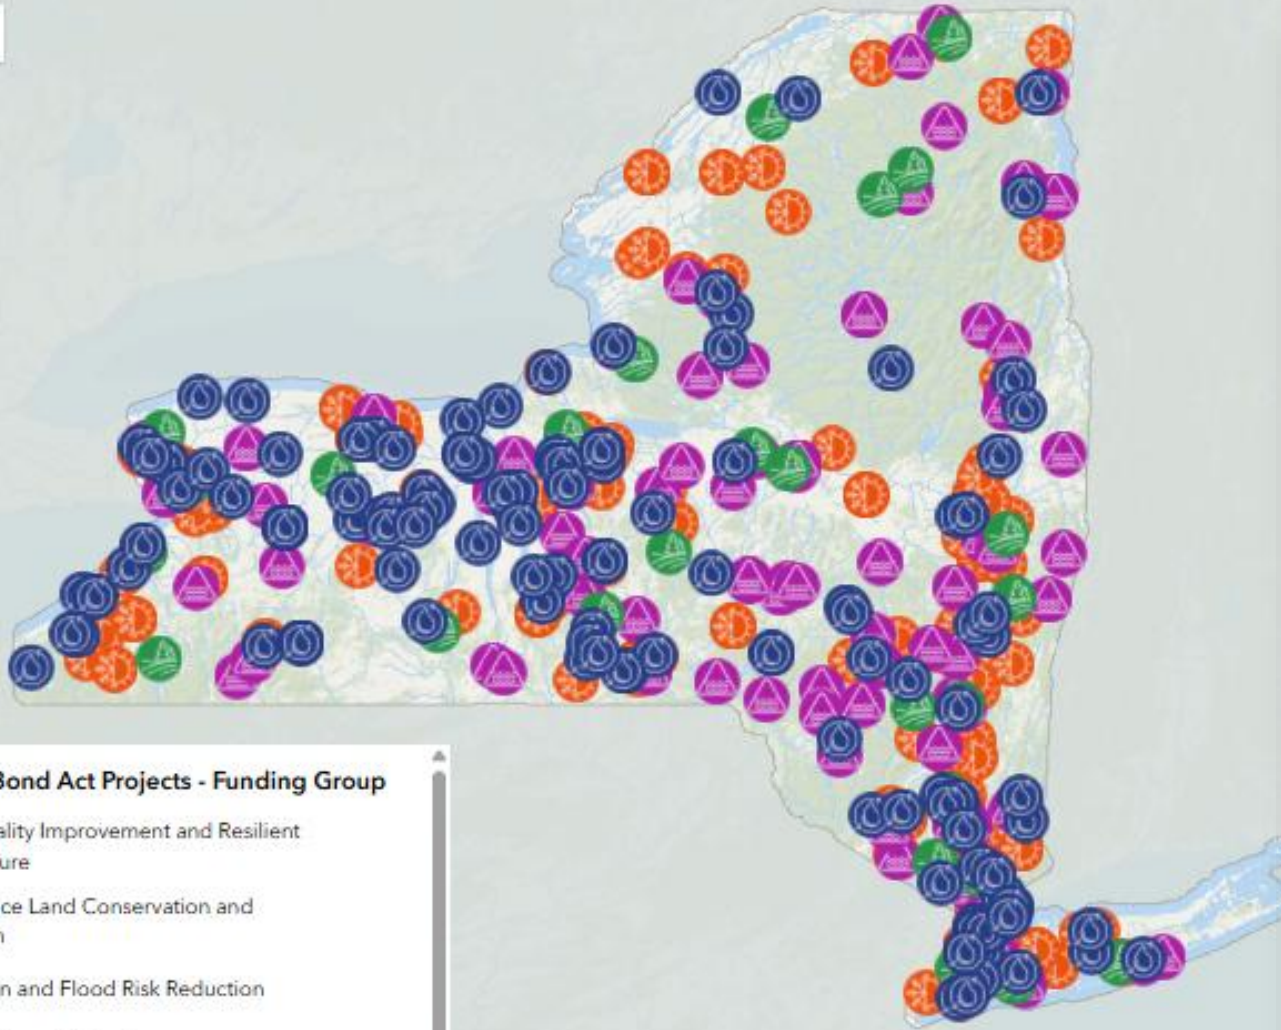 Bond Act Projects - Funding Group
ality Improvement and Resilient
ure
ce Land Conservation and
n
n and Flood Risk Reduction